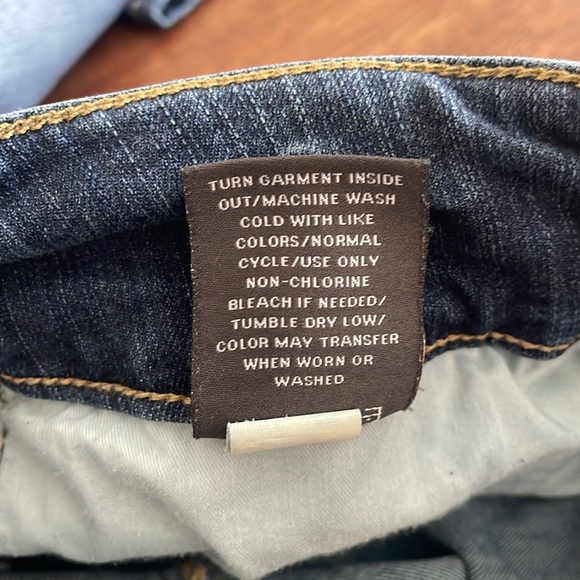 TURN GARMENT INSIDE
OUT/MACHINE WASH
COLD WITH LIKE
COLORS/NORMAL
CYCLE/USE ONLY
NON-CHLORINE
BLEACH IF NEEDED/
TUMBLE DRY LOW/
COLOR MAY TRANSFER
WHEN WORN OR
WASHED